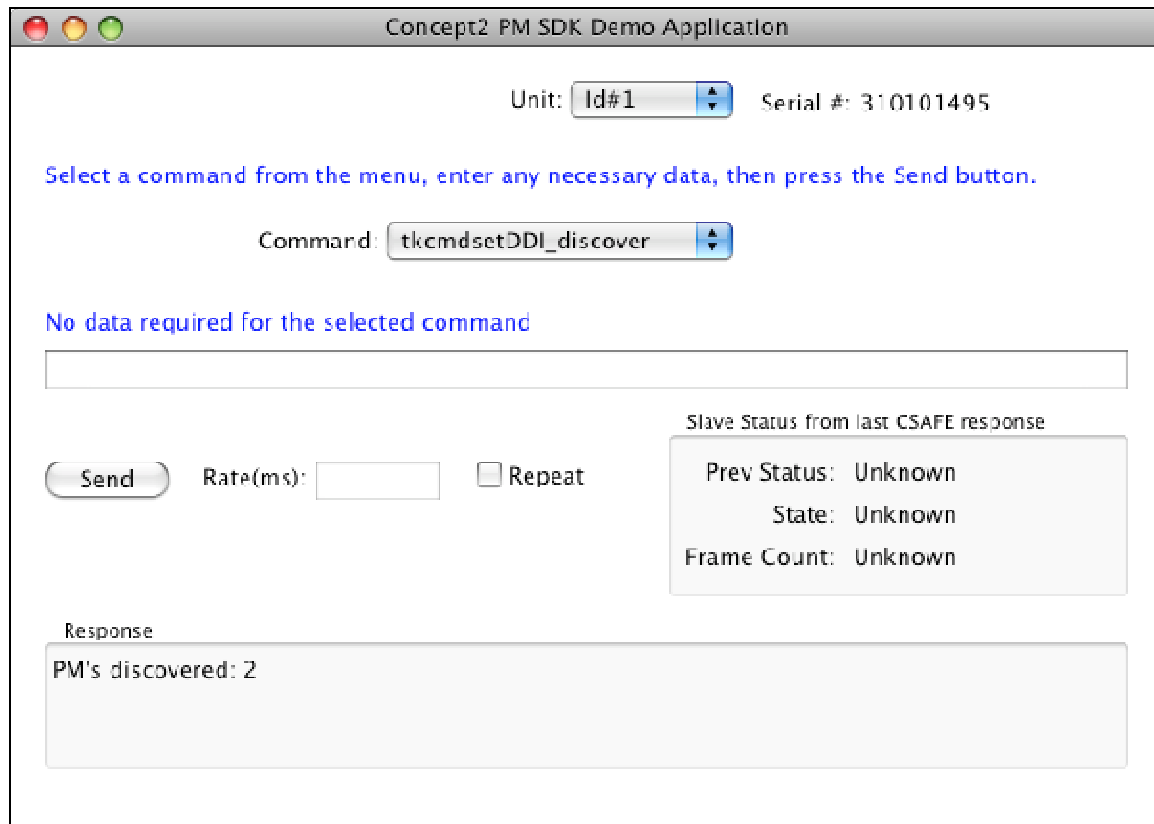 Concept2 PM SDK Demo Application
Unit: Id#1 Serial #: 310101495
Select a command from the menu, enter any necessary data, then press the Send button.
Command: tkcmdsetDDI_discover
No data required for the selected command
Slave Status from last CSAFE response
Send Rate(ms): Repeat
Prev Status: Unknown
State: Unknown
Frame Count: Unknown
Response
PM's discovered: 2